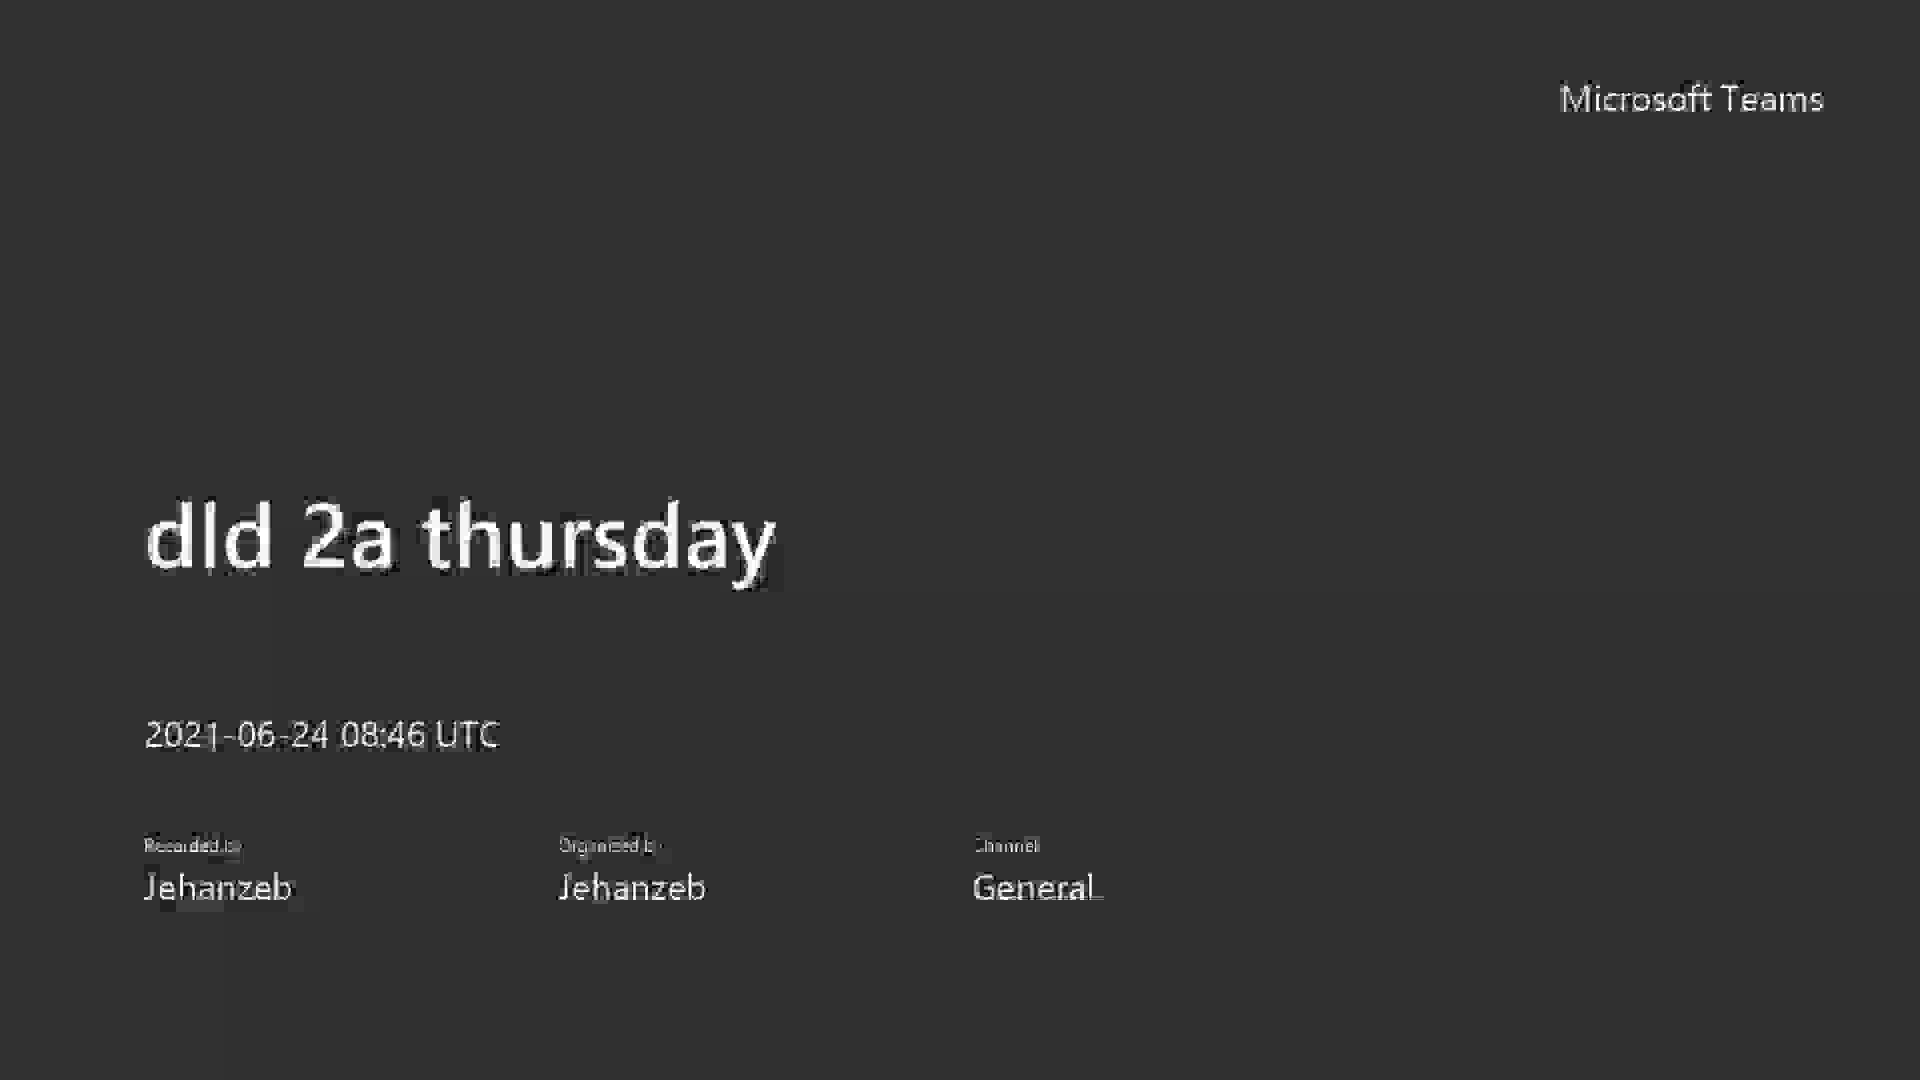 Microsoft Teams
dld 2a thursday
2021-06-24 08:46 UTC
Recorded by
Organized by
Channel
Jehanzeb
Jehanzeb
General